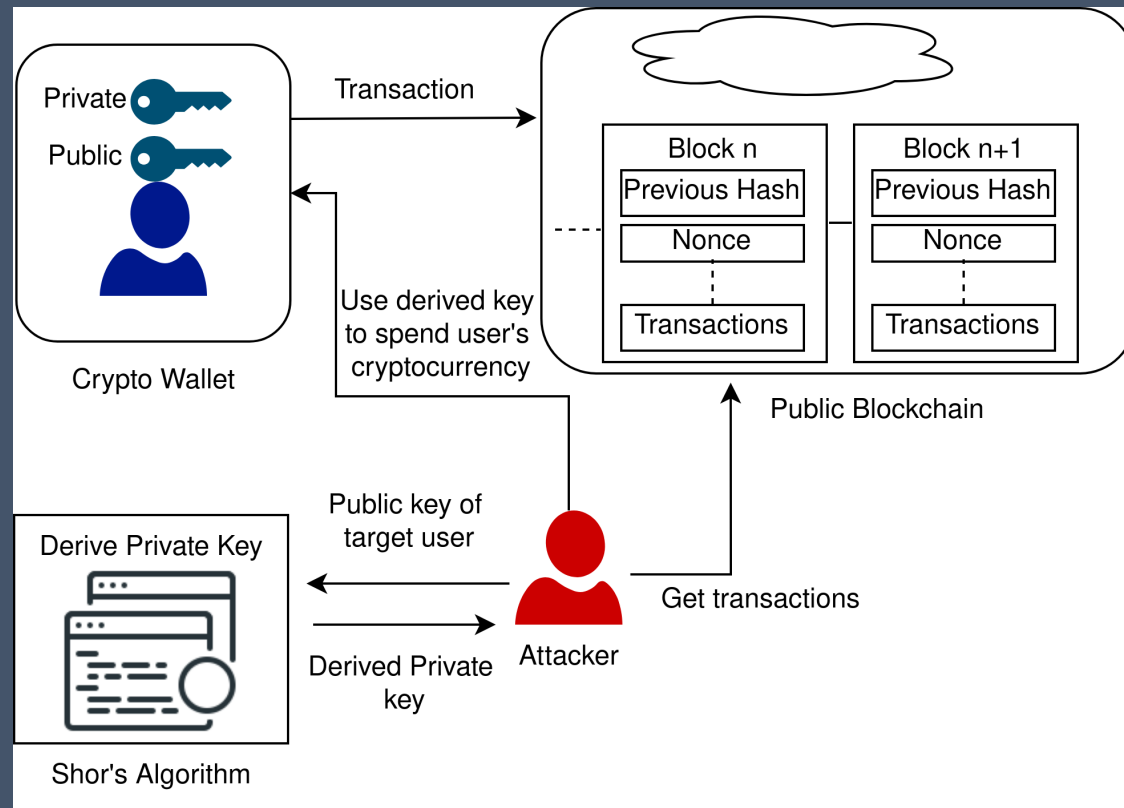 Private
Public
Crypto Wallet
Transaction
Block n
Previous Hash
Nonce
Transactions
Block n+1
Previous Hash
Nonce
Transactions
Public Blockchain
Use derived key
to spend user's
cryptocurrency
Public key of
target user
Derived Private
key
Attacker
Get transactions
Derive Private Key
Shor's Algorithm